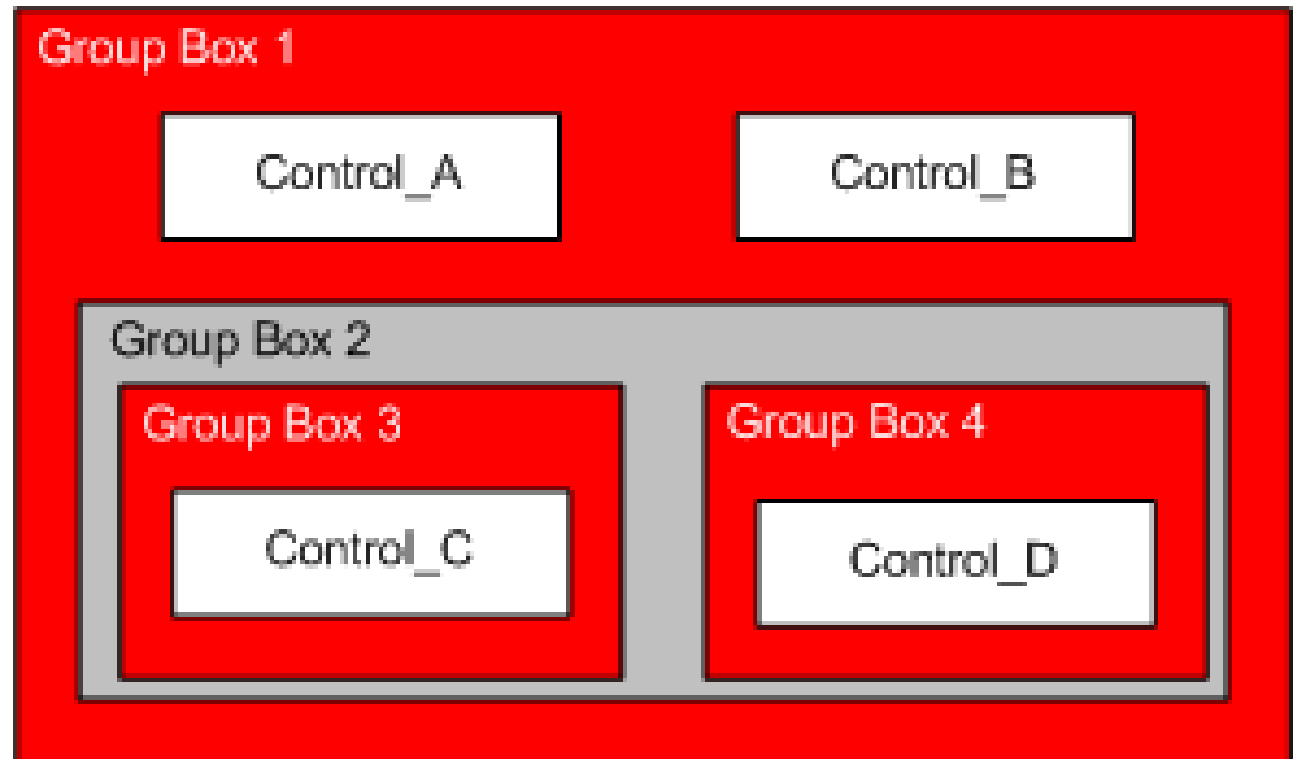 Group Box 1
Control_A
Control_B
Group Box 2
Group Box 3
Group Box 4
Control_C
Control_D